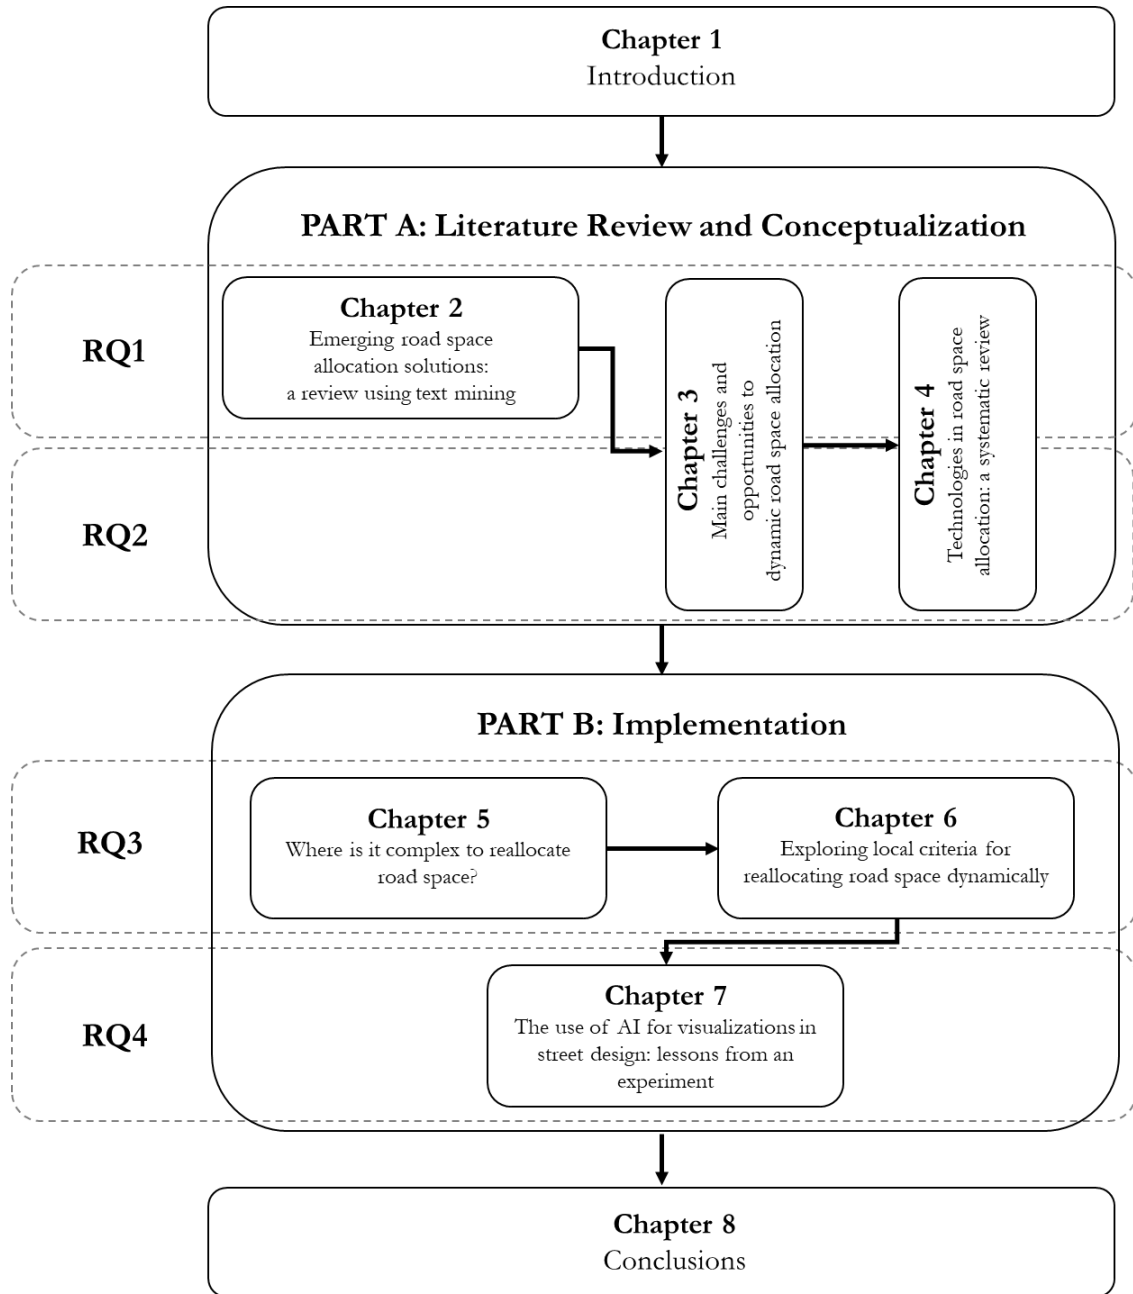 Chapter 1
Introduction
PART A: Literature Review and Conceptualization
RQ1
Chapter 2
Emerging road space
allocation solutions:
a review using text mining
Chapter 3
Main challenges and
opportunities to
dynamic road space allocation
Chapter 4
Technologies in road space
allocation: a systematic review
RQ2
PART B: Implementation
RQ3
Chapter 5
Where is it complex to reallocate
road space?
Chapter 6
Exploring local criteria for
reallocating road space dynamically
RQ4
Chapter 7
The use of AI for visualizations in
street design: lessons from an
experiment
Chapter 8
Conclusions